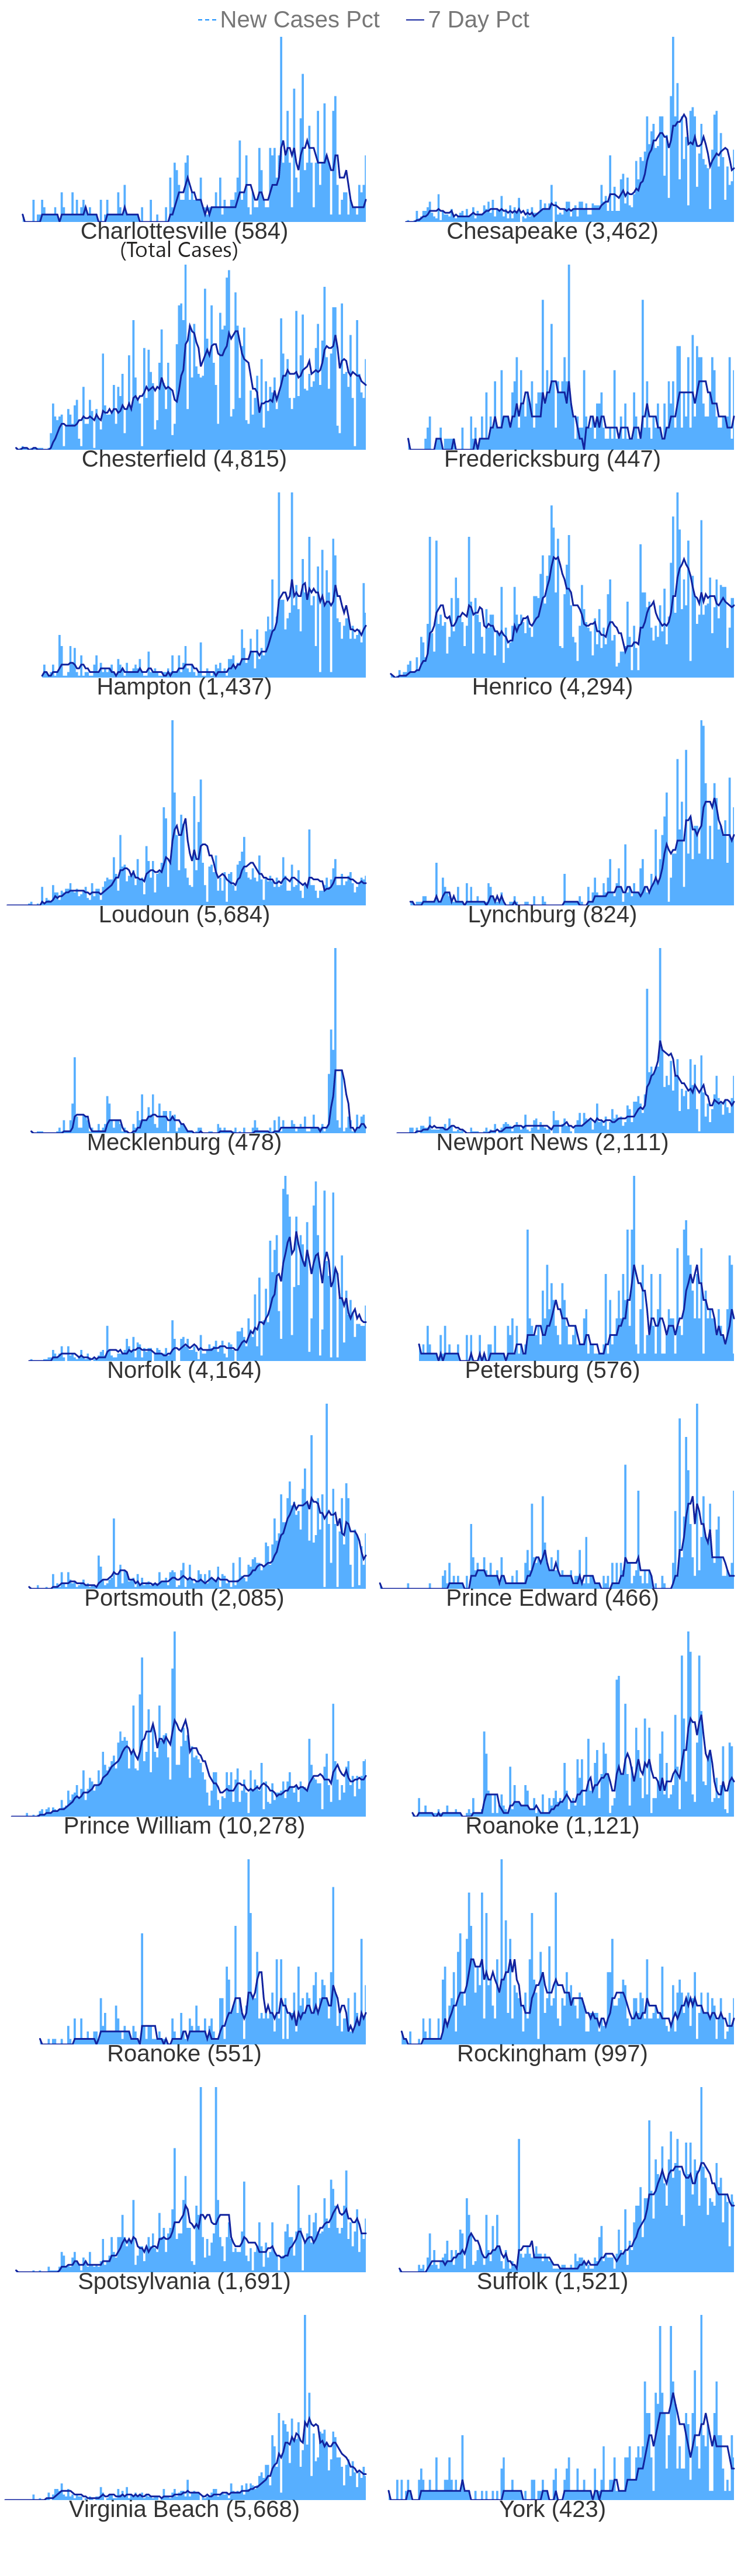 New Cases Pct 7 Day Pct
Charlottesville (584) Chesapeake (3,462)
(Total Cases)
Chesterfield (4,815) Fredericksburg (447)
Hampton (1,437) Henrico (4,294)
Loudoun (5,684) Lynchburg (824)
Mecklenburg (478) Newport News (2,111)
Norfolk (4,164) Petersburg (576)
Portsmouth (2,085) Prince Edward (466)
Prince William (10,278) Roanoke (1,121)
Roanoke (551) Rockingham (997)
Spotsylvania (1,691) Suffolk (1,521)
Virginia Beach (5,668) York (423)